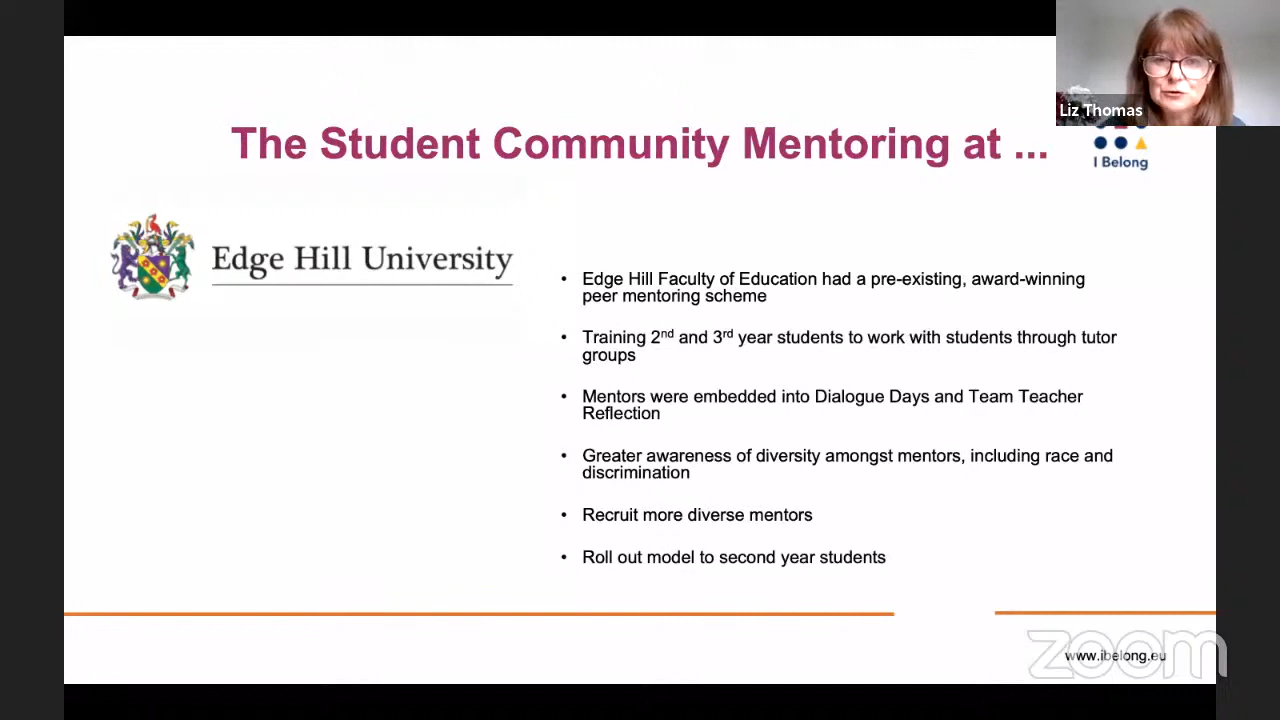 Liz Thomas
The Student Community Mentoring at ...
I Belong
Edge Hill University
• Edge Hill Faculty of Education had a pre-existing, award-winning
peer mentoring scheme
• Training 2nd and 3rd year students to work with students through tutor
groups
• Mentors were embedded into Dialogue Days and Team Teacher
Reflection
• Greater awareness of diversity amongst mentors, including race and
discrimination
• Recruit more diverse mentors
• Roll out model to second year students
zoom
www.ibelong.eu